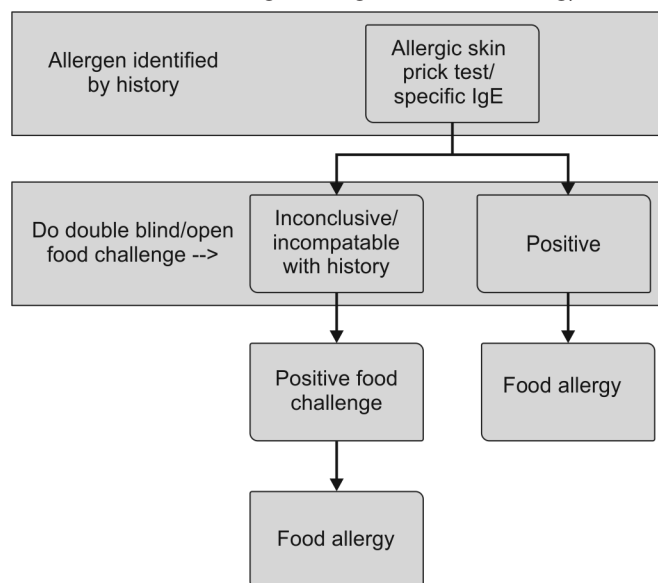 Allergen identified
by history
Allergic skin
prick test/
specific IgE
Do double blind/open
food challenge -->
Inconclusive/
incompatable
with history
Positive
Positive food
challenge
Food allergy
Food allergy